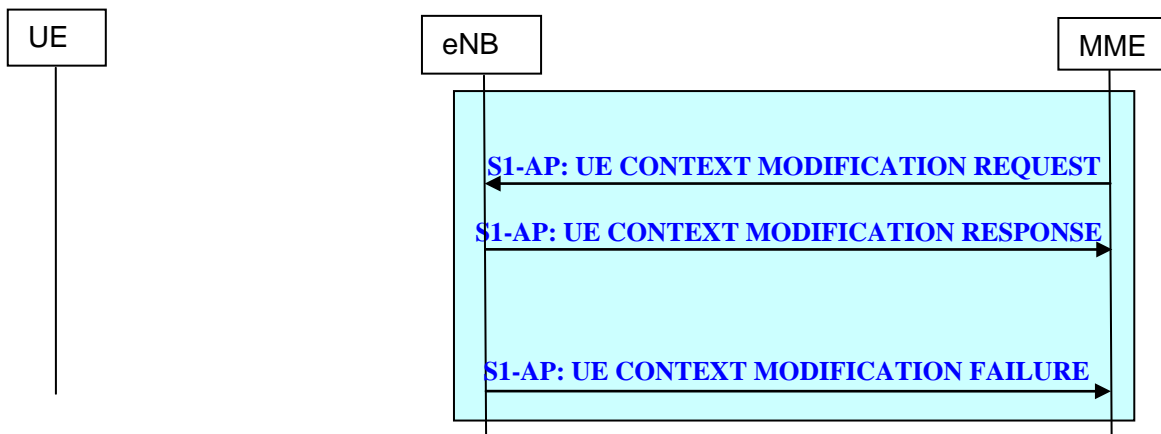 UE
eNB
MME
S1-AP: UE CONTEXT MODIFICATION REQUEST
S1-AP: UE CONTEXT MODIFICATION RESPONSE
S1-AP: UE CONTEXT MODIFICATION FAILURE